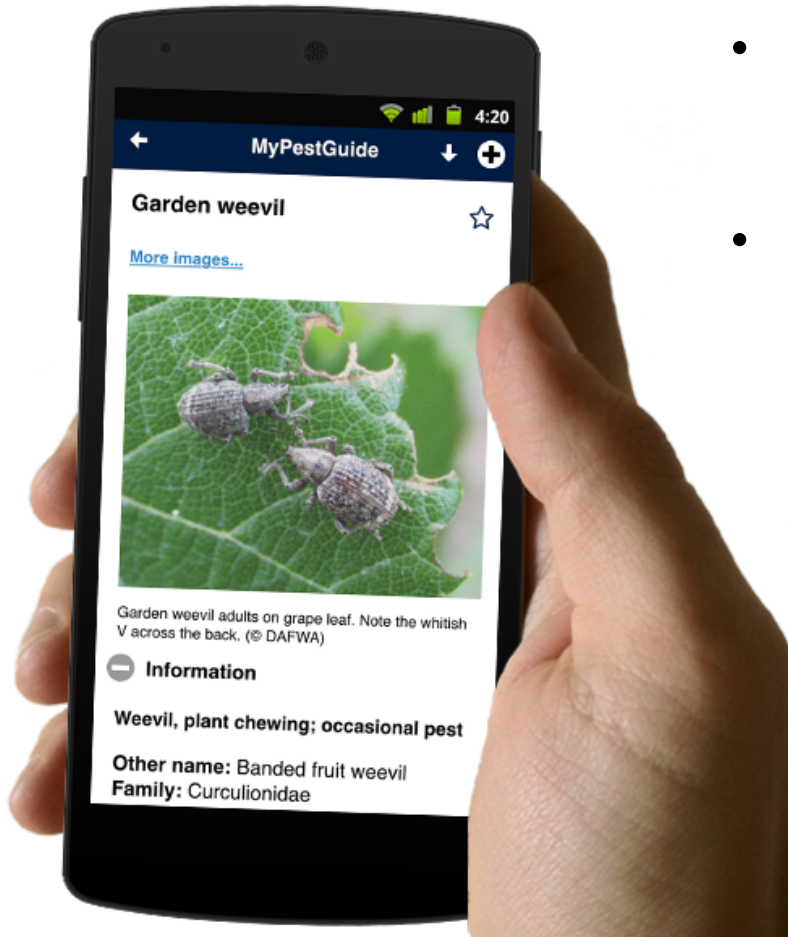 4:20
MyPestGuide
Garden weevil
More images...
Garden weevil adults on grape leaf. Note the whitish
V across the back. (© DAFWA)
Information
Weevil, plant chewing; occasional pest
Other name: Banded fruit weevil
Family: Curculionidae